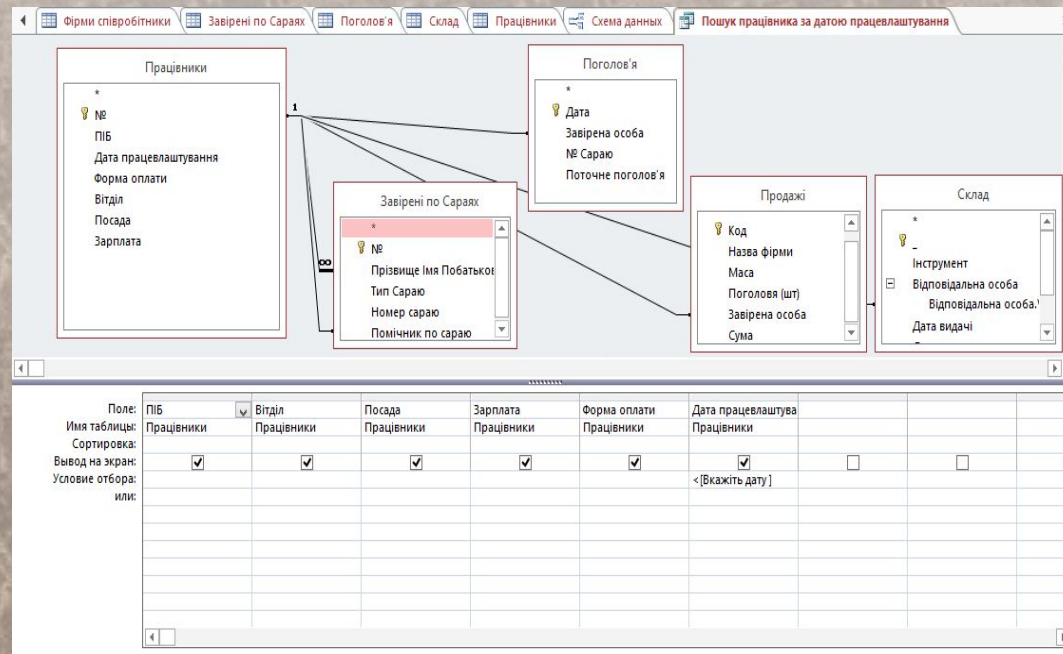 Фірми співробітники Завірені по Сараях Поголов'я Склад Працівники Схема данных Пошук працівника за датою працевлаштування
Працівники
*
№
ПІБ
Дата працевлаштування
Форма оплати
Вітділ
Посада
Зарплата
1
∞
Завірені по Сараях
*
№
Прізвище Імя Побатьков
Тип Сараю
Номер сараю
Помічник по сараю
Поголов'я
*
Дата
Завірена особа
№ Сараю
Поточне поголов'я
Продажі
Код
Назва фірми
Маса
Поголовя (шт)
Завірена особа
Сума
Склад
*
_
Інструмент
Відповідальна особа
Відповідальна особа.
Дата видачі
Поле: ПІБ Вітділ Посада Зарплата Форма оплати Дата працевлаштува
Имя таблицы: Працівники Працівники Працівники Працівники Працівники Працівники
Сортировка:
Вывод на экран:
Условие отбора: <[Вкажіть дату ]
или: